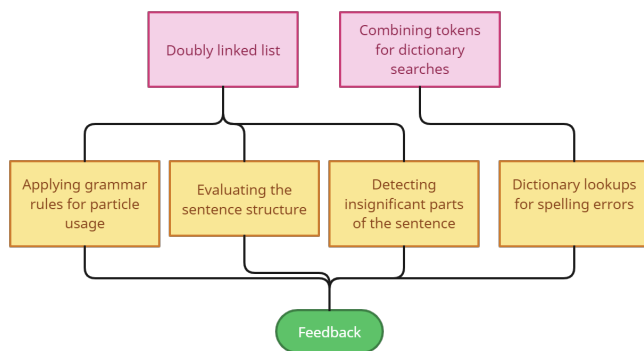 Doubly linked list
Combining tokens
for dictionary
searches
Applying grammar
rules for particle
usage
Evaluating the
sentence structure
Detecting
insignificant parts
of the sentence
Dictionary lookups
for spelling errors
Feedback